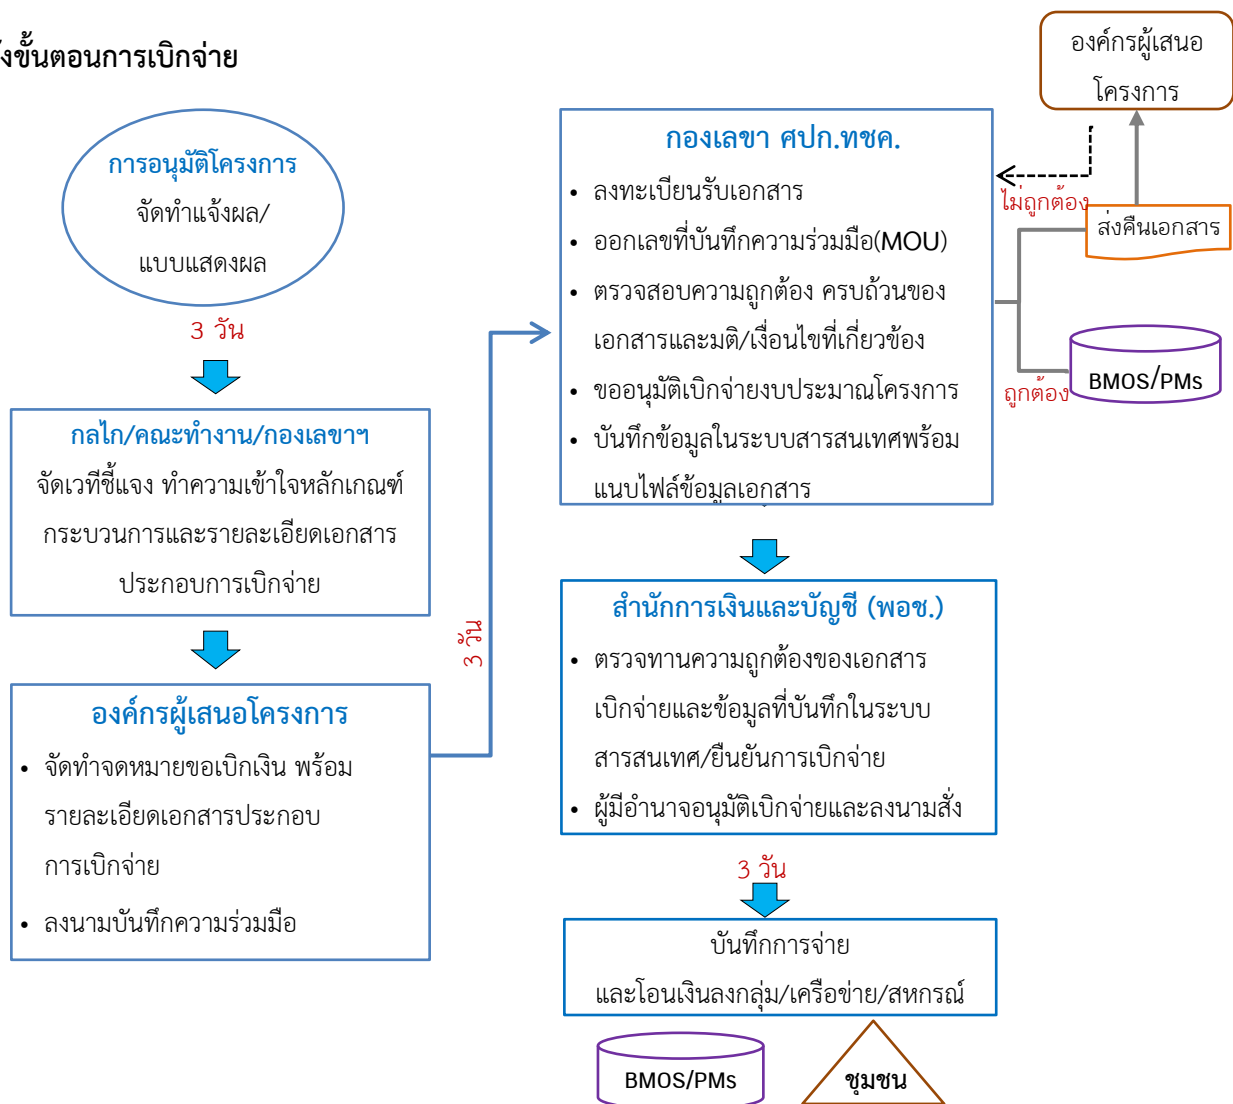 ังขั้นตอนการเบิกจ่าย
การอนุมัติโครงการ
จัดทำแจ้งผล/
แบบแสดงผล
3 วัน
กลไก/คณะทำงาน/กองเลขาฯ
จัดเวทีชี้แจง ทำความเข้าใจหลักเกณฑ์
กระบวนการและรายละเอียดเอกสาร
ประกอบการเบิกจ่าย
องค์กรผู้เสนอโครงการ
• จัดทำจดหมายขอเบิกเงิน พร้อม
รายละเอียดเอกสารประกอบ
การเบิกจ่าย
• ลงนามบันทึกความร่วมมือ
3 วัน
กองเลขา ศปก.ทชค.
• ลงทะเบียนรับเอกสาร
• ออกเลขที่บันทึกความร่วมมือ(MOU)
• ตรวจสอบความถูกต้อง ครบถ้วนของ
เอกสารและมติ/เงื่อนไขที่เกี่ยวข้อง
• ขออนุมัติเบิกจ่ายงบประมาณโครงการ
• บันทึกข้อมูลในระบบสารสนเทศพร้อม
แนบไฟล์ข้อมูลเอกสาร
องค์กรผู้เสนอ
โครงการ
ไม่ถูกต้อง
ส่งคืนเอกสาร
ถูกต้อง
BMOS/PMs
สำนักการเงินและบัญชี (พอช.)
• ตรวจทานความถูกต้องของเอกสาร
เบิกจ่ายและข้อมูลที่บันทึกในระบบ
สารสนเทศ/ยืนยันการเบิกจ่าย
• ผู้มีอำนาจอนุมัติเบิกจ่ายและลงนามสั่ง
3 วัน
บันทึกการจ่าย
และโอนเงินลงกลุ่ม/เครือข่าย/สหกรณ์
BMOS/PMs
ชุมชน